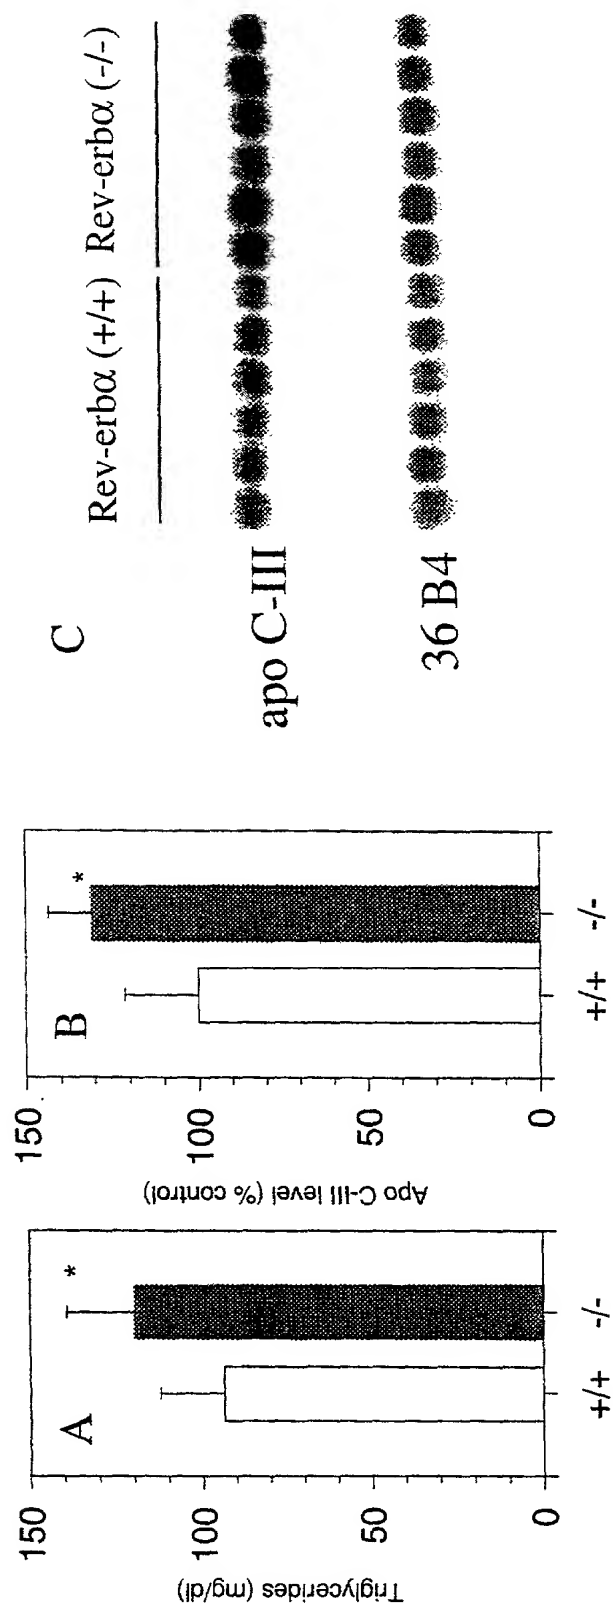 A
150
100
50
0
Triglycerides (mg/dl)
*
+/+ -/-
B
150
100
50
0
Apo C-III level (% control)
*
+/+ -/-
C
Rev-erbα (+/+) Rev-erbα (-/-)
apo C-III
36 B4